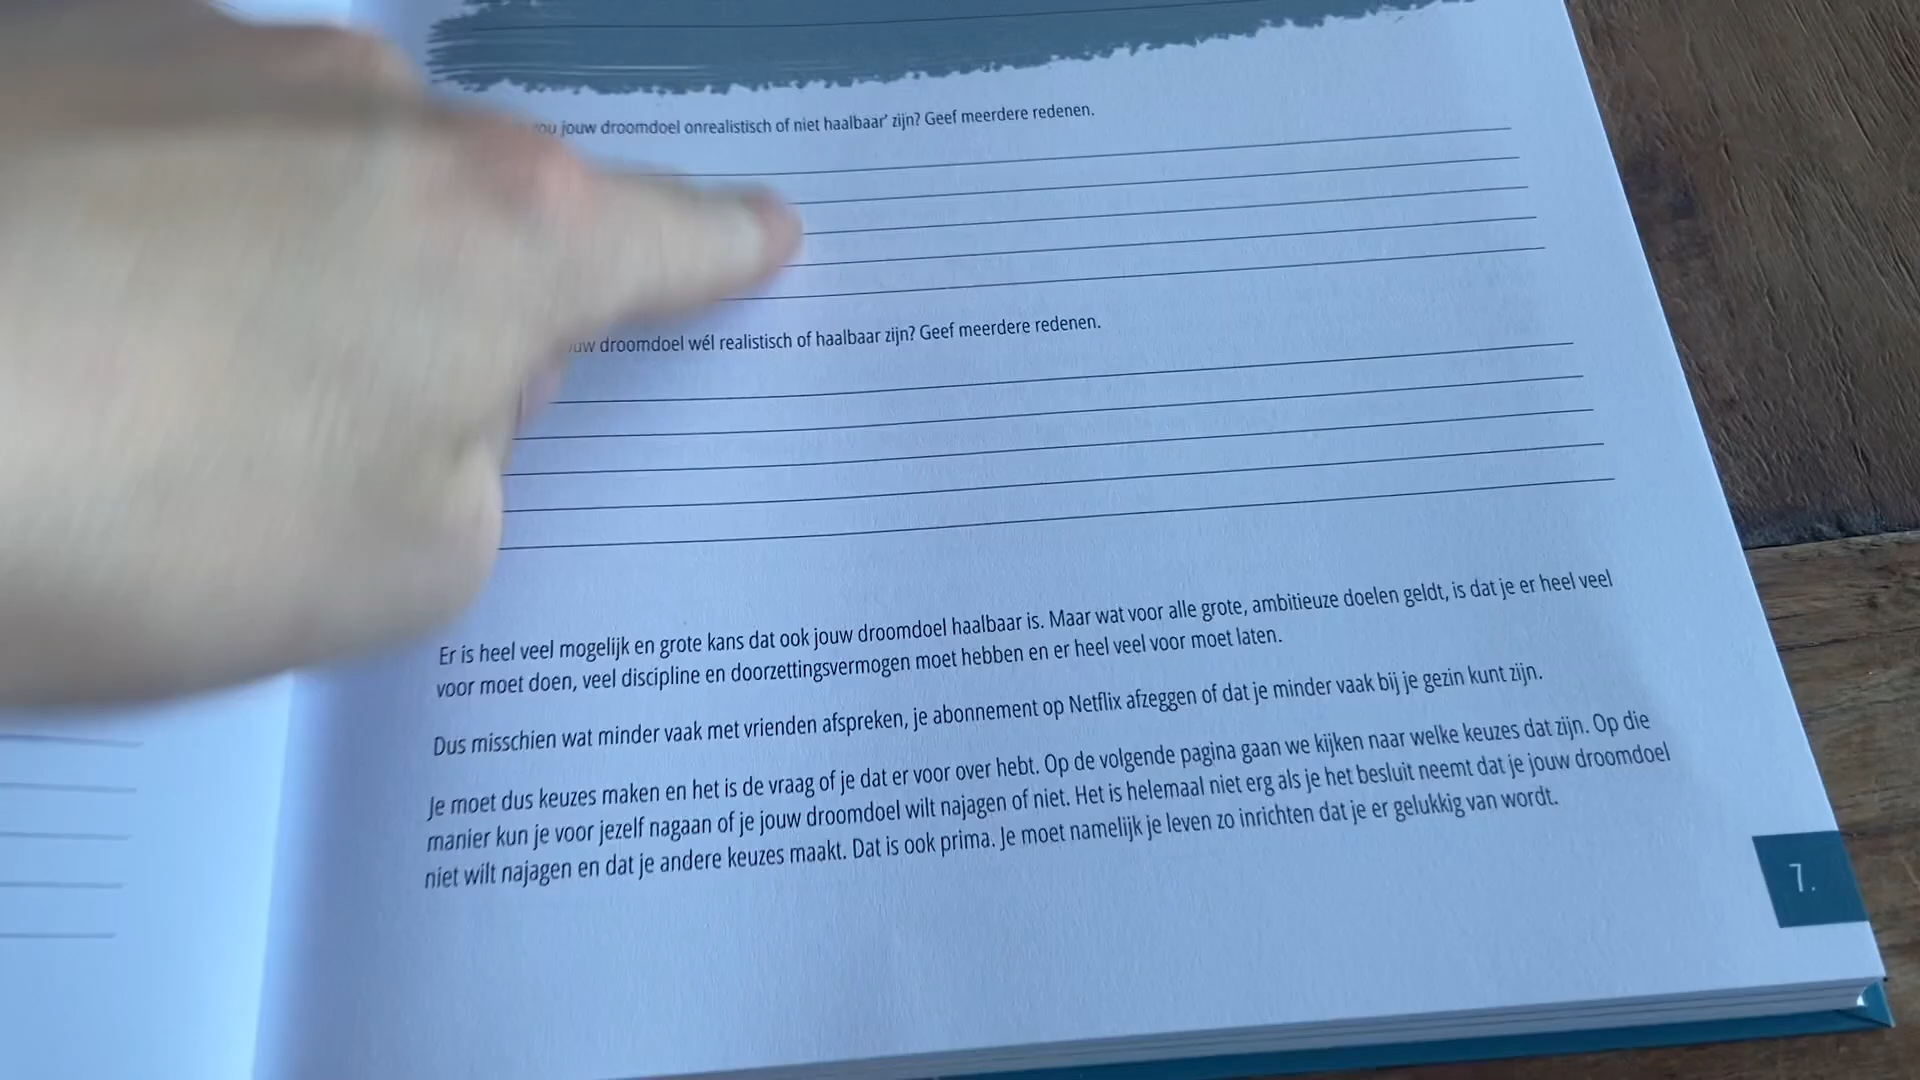 jouw droomdoel onrealistisch of niet haalbaar’ zijn? Geef meerdere redenen.
droomdoel wél realistisch of haalbaar zijn? Geef meerdere redenen.
Er is heel veel mogelijk en grote kans dat ook jouw droomdoel haalbaar is. Maar wat voor alle grote, ambitieuze doelen geldt, is dat je er heel veel
voor moet doen, veel discipline en doorzettingsvermogen moet hebben en er heel veel voor moet laten.
Dus misschien wat minder vaak met vrienden afspreken, je abonnement op Netflix afzeggen of dat je minder vaak bij je gezin kunt zijn.
Je moet dus keuzes maken en het is de vraag of je dat er voor over hebt. Op de volgende pagina gaan we kijken naar welke keuzes dat zijn. Op die
manier kun je voor jezelf nagaan of je jouw droomdoel wilt najagen of niet. Het is helemaal niet erg als je het besluit neemt dat je jouw droomdoel
niet wilt najagen en dat je andere keuzes maakt. Dat is ook prima. Je moet namelijk je leven zo inrichten dat je er gelukkig van wordt.
7.